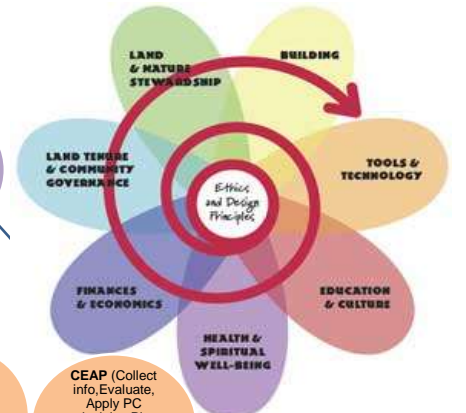 LAND
& NATURE
STEWARDSHIP
BUILDING
TOOLS &
TECHNOLOGY
EDUCATION
& CULTURE
HEALTH &
SPIRITUAL
WELL-BEING
FINANCES
& ECONOMICS
LAND TENURE
& COMMUNITY
GOVERNANCE
Ethics
and Design
Principles
CEAP (Collect
info,Evaluate,
Apply PC